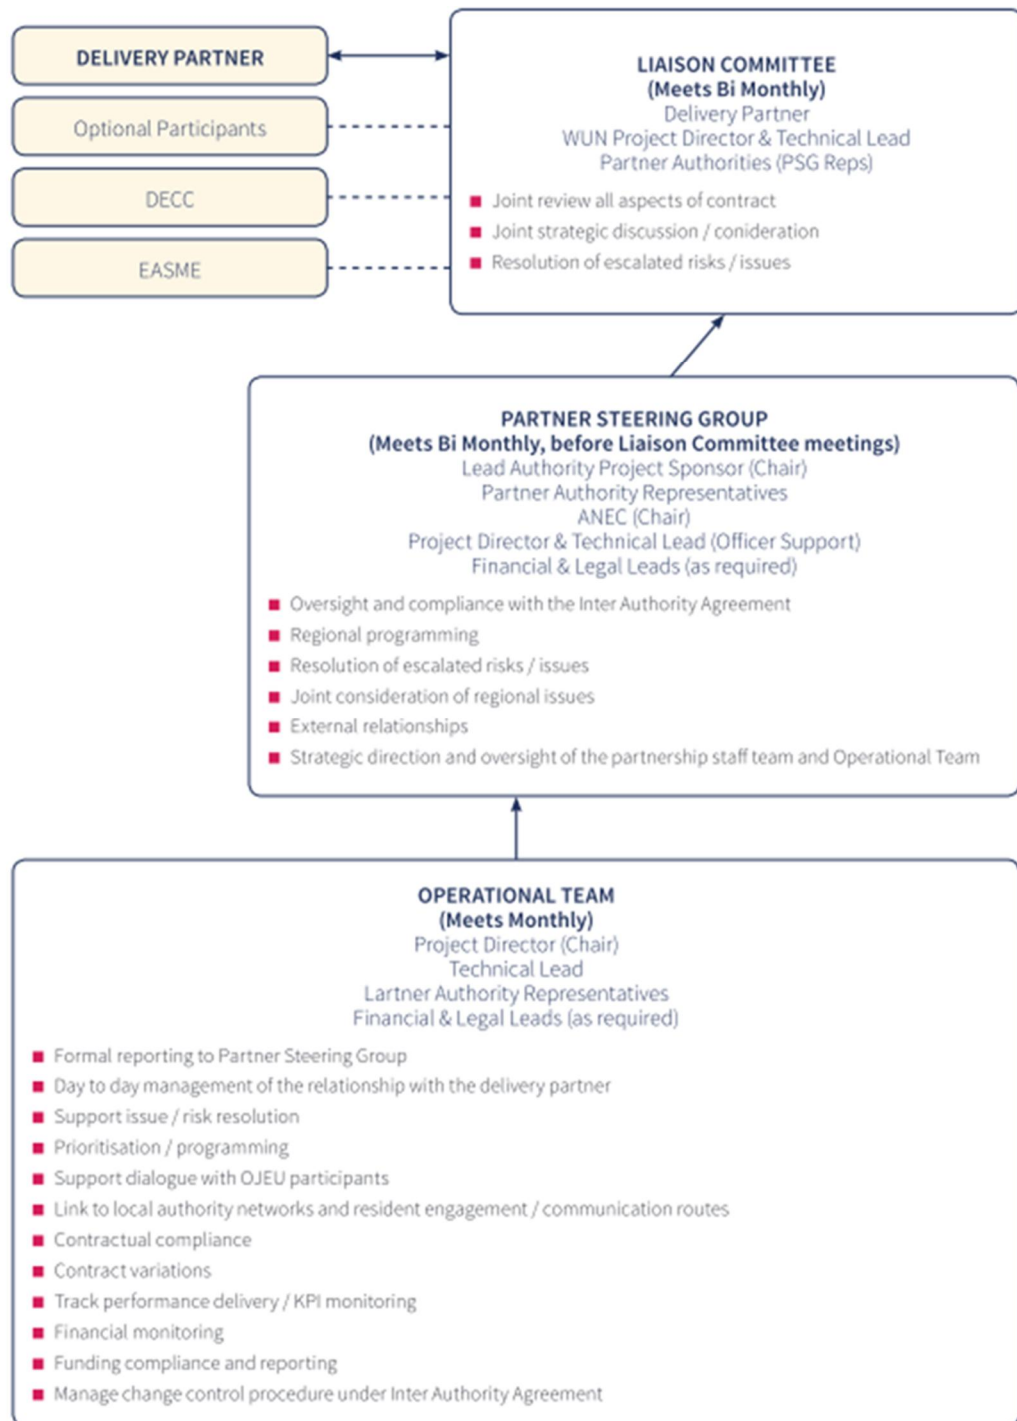 DELIVERY PARTNER
Optional Participants
DECC
EASME
LIAISON COMMITTEE
(Meets Bi Monthly)
Delivery Partner
WUN Project Director & Technical Lead
Partner Authorities (PSG Reps)
Joint review all aspects of contract
Joint strategic discussion / conideration
Resolution of escalated risks / issues
PARTNER STEERING GROUP
(Meets Bi Monthly, before Liaison Committee meetings)
Lead Authority Project Sponsor (Chair)
Partner Authority Representatives
ANEC (Chair)
Project Director & Technical Lead (Officer Support)
Financial & Legal Leads (as required)
Oversight and compliance with the Inter Authority Agreement
Regional programming
Resolution of escalated risks / issues
Joint consideration of regional issues
External relationships
Strategic direction and oversight of the partnership staff team and Operational Team
OPERATIONAL TEAM
(Meets Monthly)
Project Director (Chair)
Technical Lead
Lartner Authority Representatives
Financial & Legal Leads (as required)
Formal reporting to Partner Steering Group
Day to day management of the relationship with the delivery partner
Support issue / risk resolution
Prioritisation / programming
Support dialogue with OJEU participants
Link to local authority networks and resident engagement / communication routes
Contractual compliance
Contract variations
Track performance delivery / KPI monitoring
Financial monitoring
Funding compliance and reporting
Manage change control procedure under Inter Authority Agreement